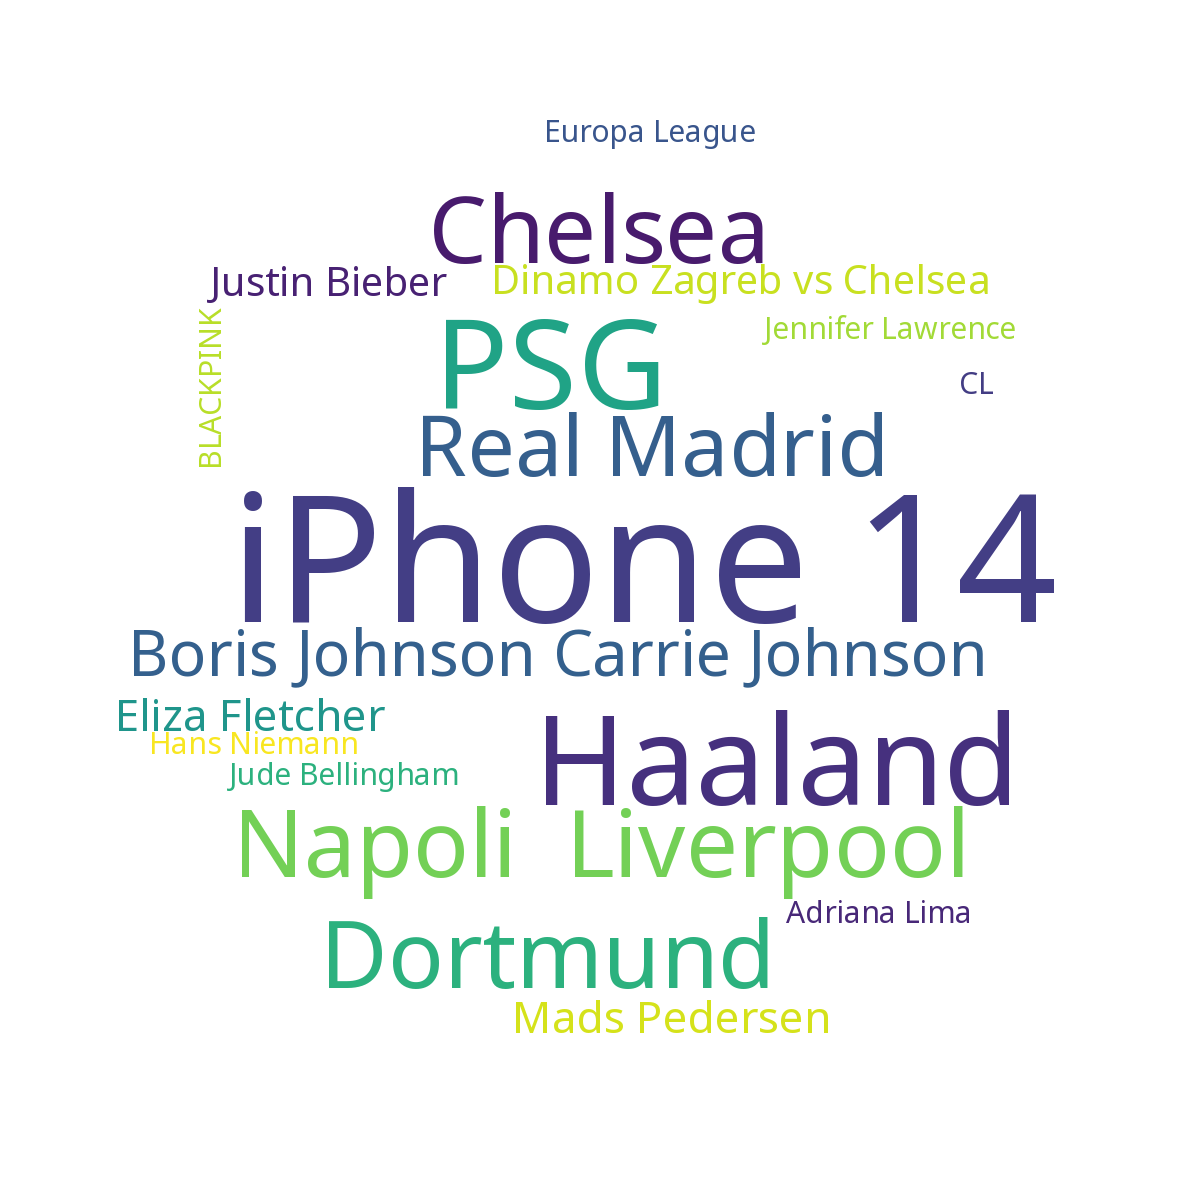 Europa League
Chelsea
Justin Bieber
Dinamo Zagreb vs Chelsea
BLACKPINK
PSG
Jennifer Lawrence
CL
Real Madrid
iPhone 14
Boris Johnson
Carrie Johnson
Eliza Fletcher
Hans Niemann
Jude Bellingham
Haaland
Napoli
Liverpool
Adriana Lima
Dortmund
Mads Pedersen